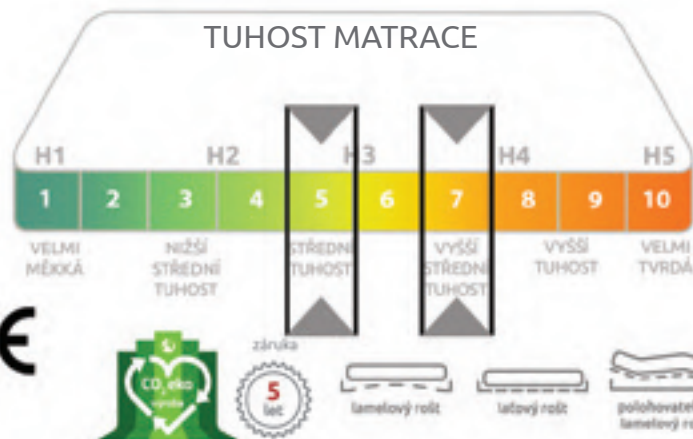 TUHOST MATRACE
H1 H2 H3 H4 H5
1 2 3 4 5 6 7 8 9 10
VELMI MĚKKÁ
NIŽŠÍ STŘEDNÍ TUHOST
STŘEDNÍ TUHOST
VYŠŠÍ STŘEDNÍ TUHOST
VYŠŠÍ TUHOST
VELMI TVRDÁ
CE
CO₂ eko
výroba
záruka
5
let
lamelový rošt
laťový rošt